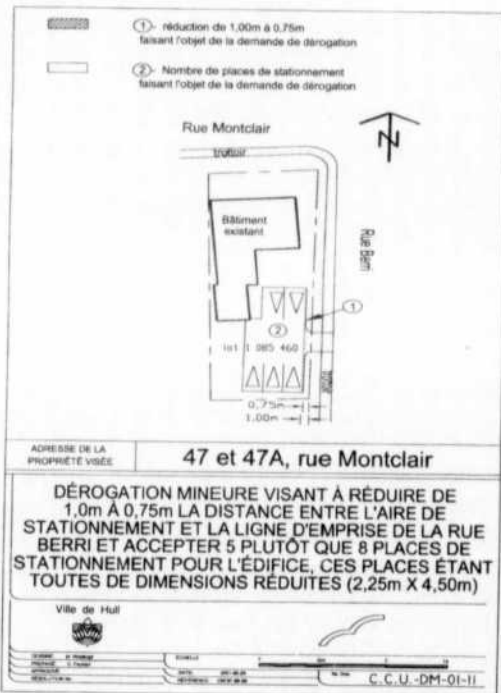 1 - réduction de 1,00m à 0,75m
faisant l'objet de la demande de dérogation
2 - Nombre de places de stationnement
faisant l'objet de la demande de dérogation
Rue Montclair
trottoir
N
Bâtiment
existant
Rue Berri
1
2
lot 1 085 460
trottoir
0,75m
1,00m
ADRESSE DE LA
PROPRIÉTÉ VISÉE
47 et 47A, rue Montclair
DÉROGATION MINEURE VISANT À RÉDUIRE DE
1,0m À 0,75m LA DISTANCE ENTRE L'AIRE DE
STATIONNEMENT ET LA LIGNE D'EMPRISE DE LA RUE
BERRI ET ACCEPTER 5 PLUTÔT QUE 8 PLACES DE
STATIONNEMENT POUR L'ÉDIFICE, CES PLACES ÉTANT
TOUTES DE DIMENSIONS RÉDUITES (2,25m X 4,50m)
Ville de Hull
C.C.U.-DM-01-11